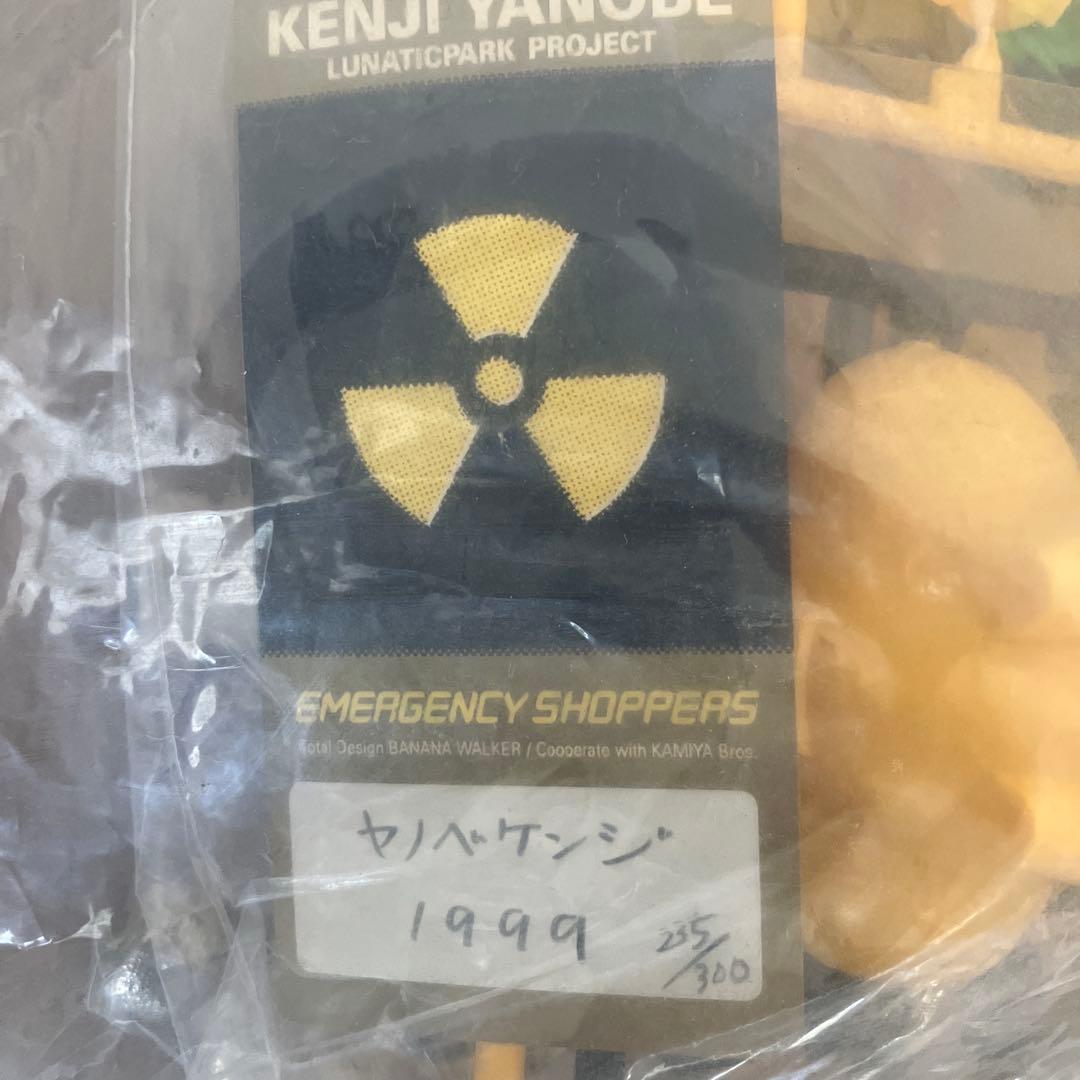 KENJI YANOBE
LUNATICPARK PROJECT
EMERGENCY SHOPPERS
Total Design BANANA WALKER / Cooperate with KAMIYA Bros.
ヤノベケンジ
1999
235/300